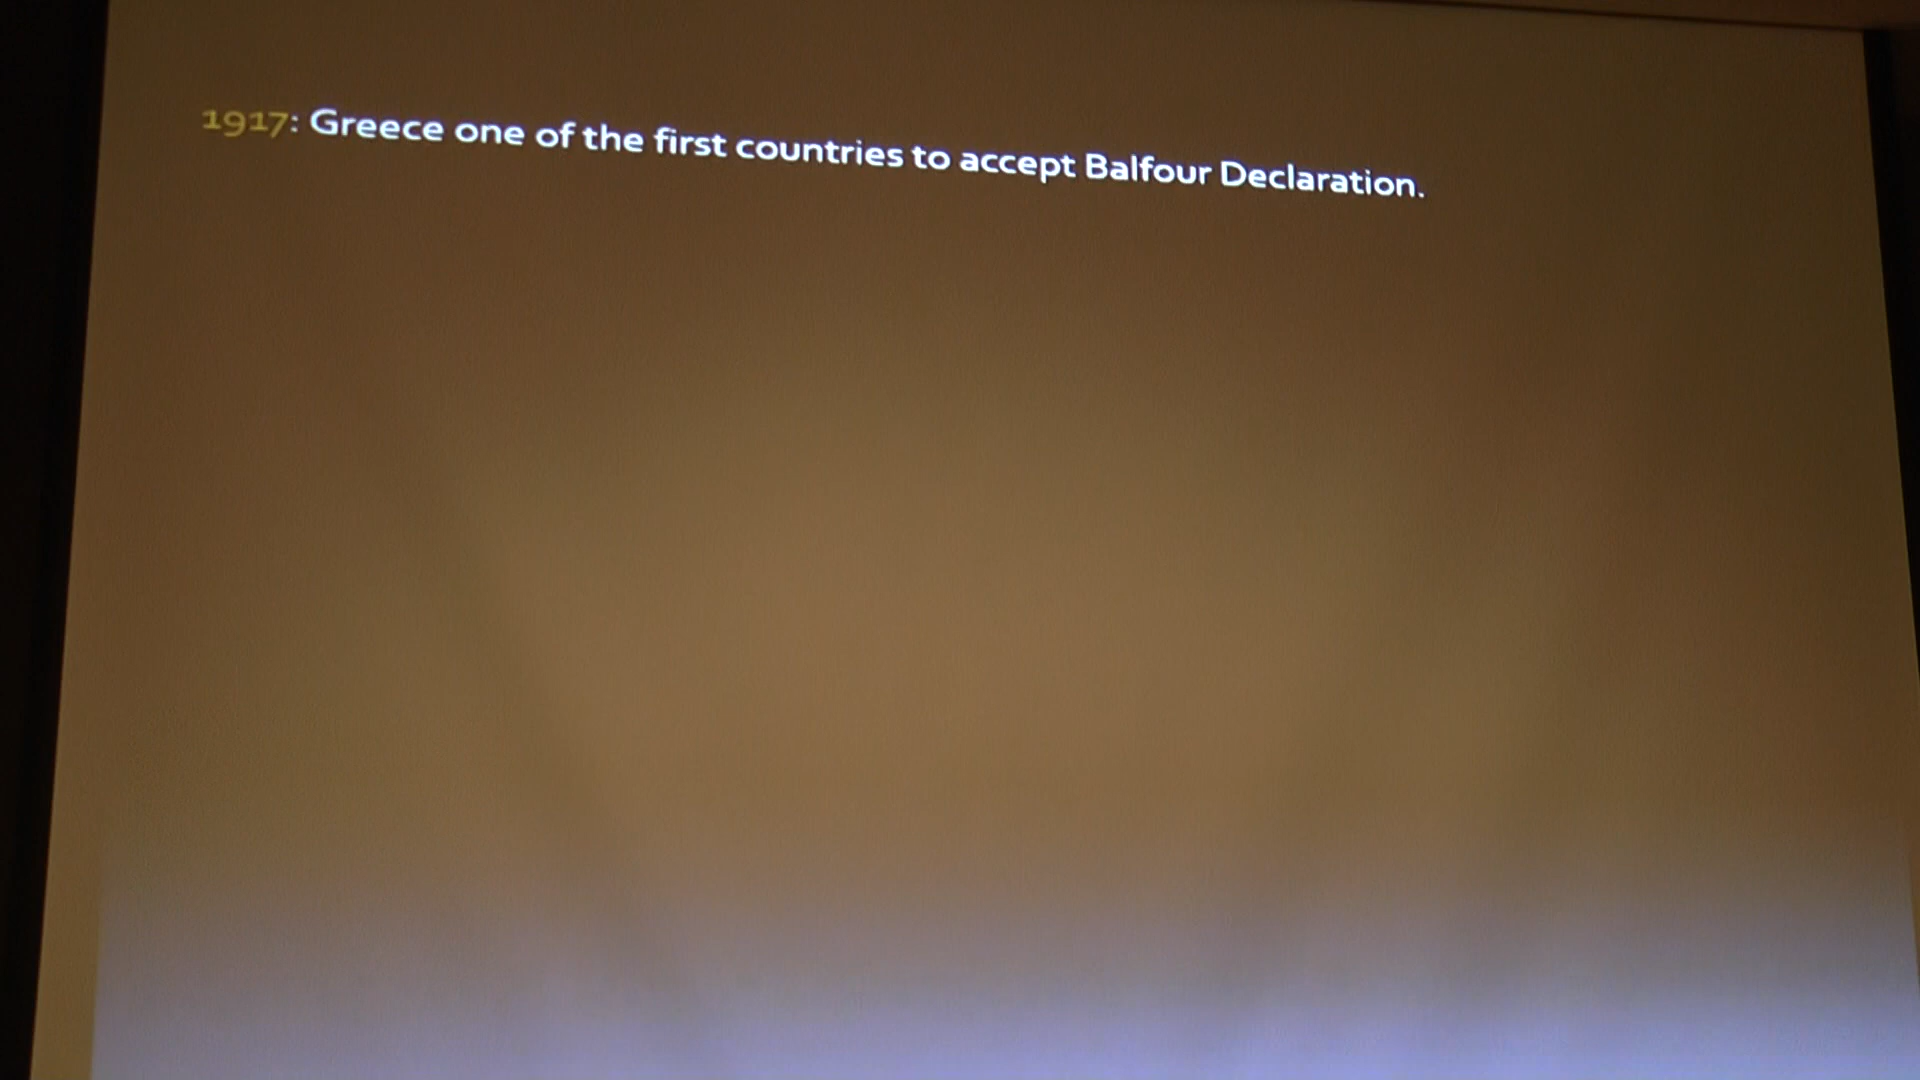 1917: Greece one of the first countries to accept Balfour Declaration.